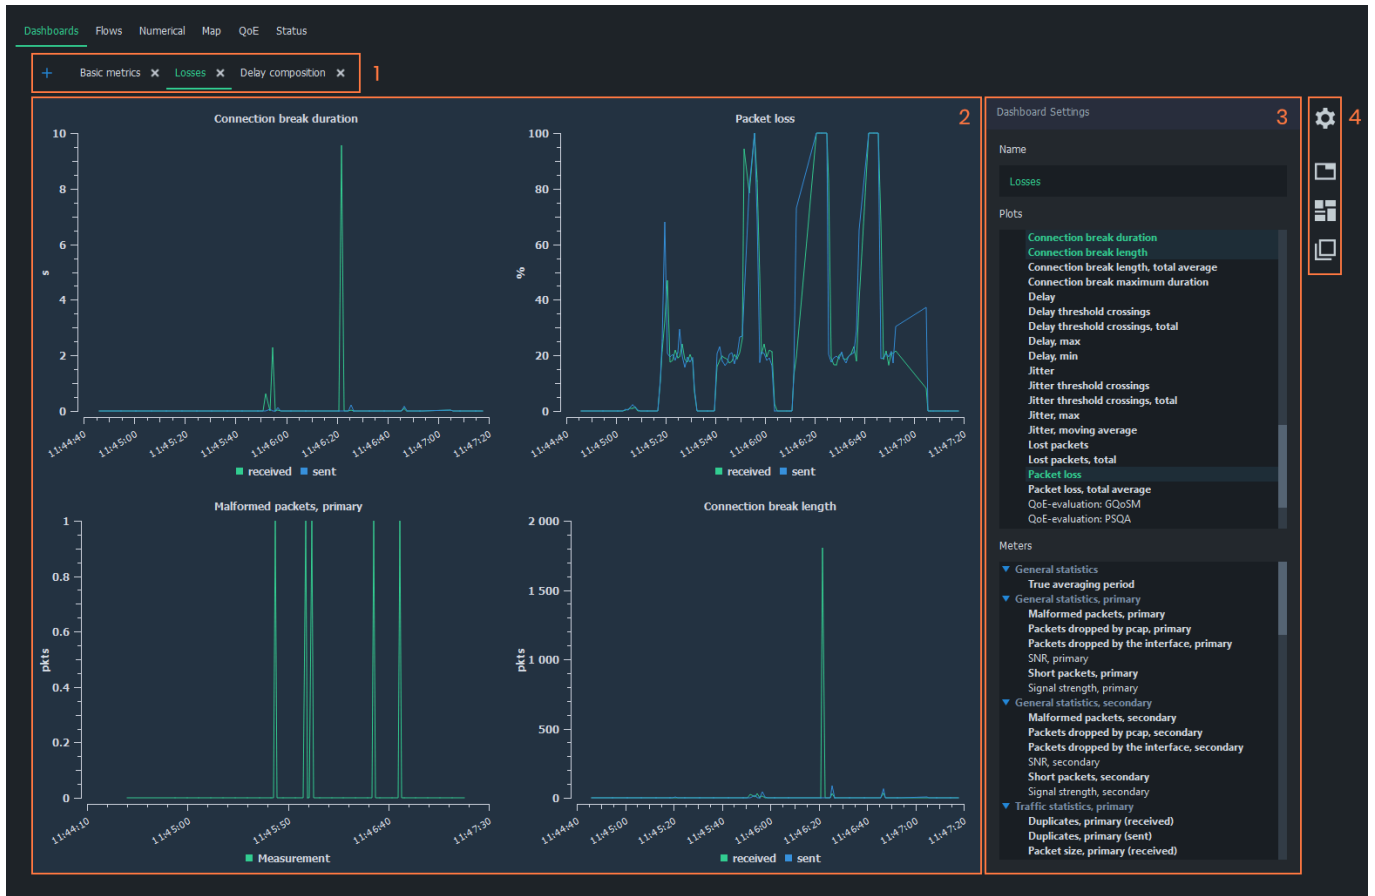 Dashboards Flows Numerical Map QoE Status
+ Basic metrics × Losses × Delay composition × 1
2
Connection break duration
10
8
6
4
2
0
s
11:44:40 11:45:00 11:45:20 11:45:40 11:46:00 11:46:20 11:46:40 11:47:00 11:47:20
received sent
Packet loss
100
80
60
40
20
0
%
11:44:40 11:45:00 11:45:20 11:45:40 11:46:00 11:46:20 11:46:40 11:47:00 11:47:20
received sent
Malformed packets, primary
1
0.8
0.6
0.4
0.2
0
pkts
11:44:10 11:45:00 11:45:50 11:46:40 11:47:30
Measurement
Connection break length
2 000
1 500
1 000
500
0
pkts
11:44:40 11:45:00 11:45:20 11:45:40 11:46:00 11:46:20 11:46:40 11:47:00 11:47:20
received sent
Dashboard Settings 3
Name
Losses
Plots
Connection break duration
Connection break length
Connection break length, total average
Connection break maximum duration
Delay
Delay threshold crossings
Delay threshold crossings, total
Delay, max
Delay, min
Jitter
Jitter threshold crossings
Jitter threshold crossings, total
Jitter, max
Jitter, moving average
Lost packets
Lost packets, total
Packet loss
Packet loss, total average
QoE-evaluation: GQoSM
QoE-evaluation: PSQA
Meters
General statistics
True averaging period
General statistics, primary
Malformed packets, primary
Packets dropped by pcap, primary
Packets dropped by the interface, primary
SNR, primary
Short packets, primary
Signal strength, primary
General statistics, secondary
Malformed packets, secondary
Packets dropped by pcap, secondary
Packets dropped by the interface, secondary
SNR, secondary
Short packets, secondary
Signal strength, secondary
Traffic statistics, primary
Duplicates, primary (received)
Duplicates, primary (sent)
Packet size, primary (received)
4